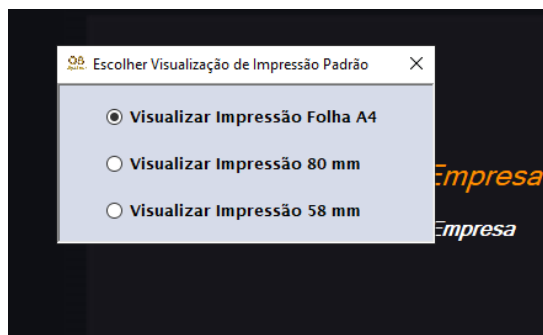 Escolher Visualização de Impressão Padrão
Visualizar Impressão Folha A4
Visualizar Impressão 80 mm
Empresa
Visualizar Impressão 58 mm
Empresa